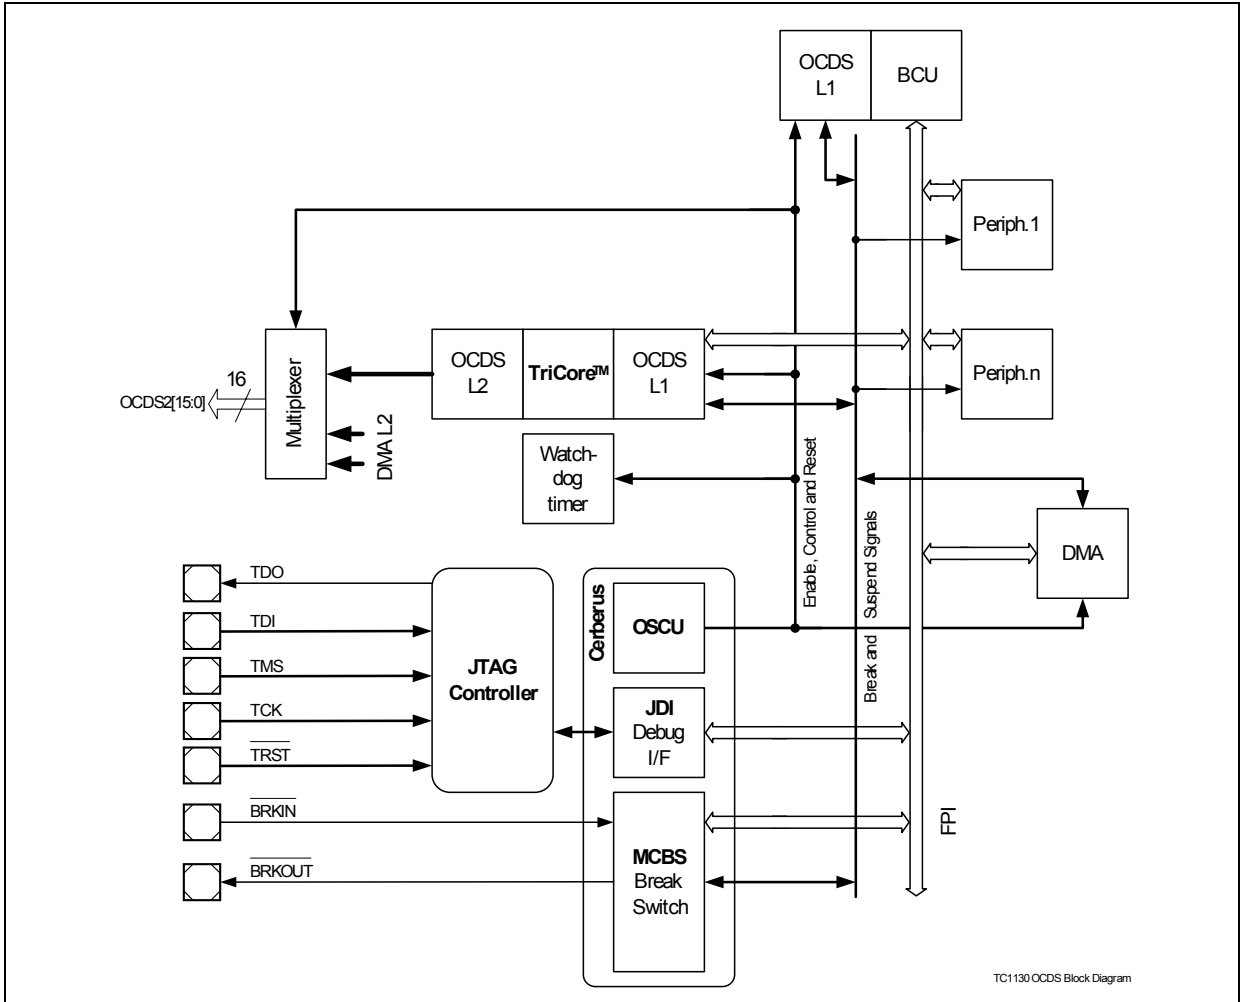 OCDS
L1
BCU
Periph.1
OCDS
L2
TriCore™
OCDS
L1
Periph.n
Multiplexer
16
OCDS2[15:0]
DMA L2
Watch-
dog
timer
Enable, Control and Reset
Break and Suspend Signals
DMA
TDO
TDI
TMS
TCK
TRST
BRKIN
BRKOUT
JTAG
Controller
Cerberus
OSCU
JDI
Debug
I/F
MCBS
Break
Switch
FPI
TC1130 OCDS Block Diagram